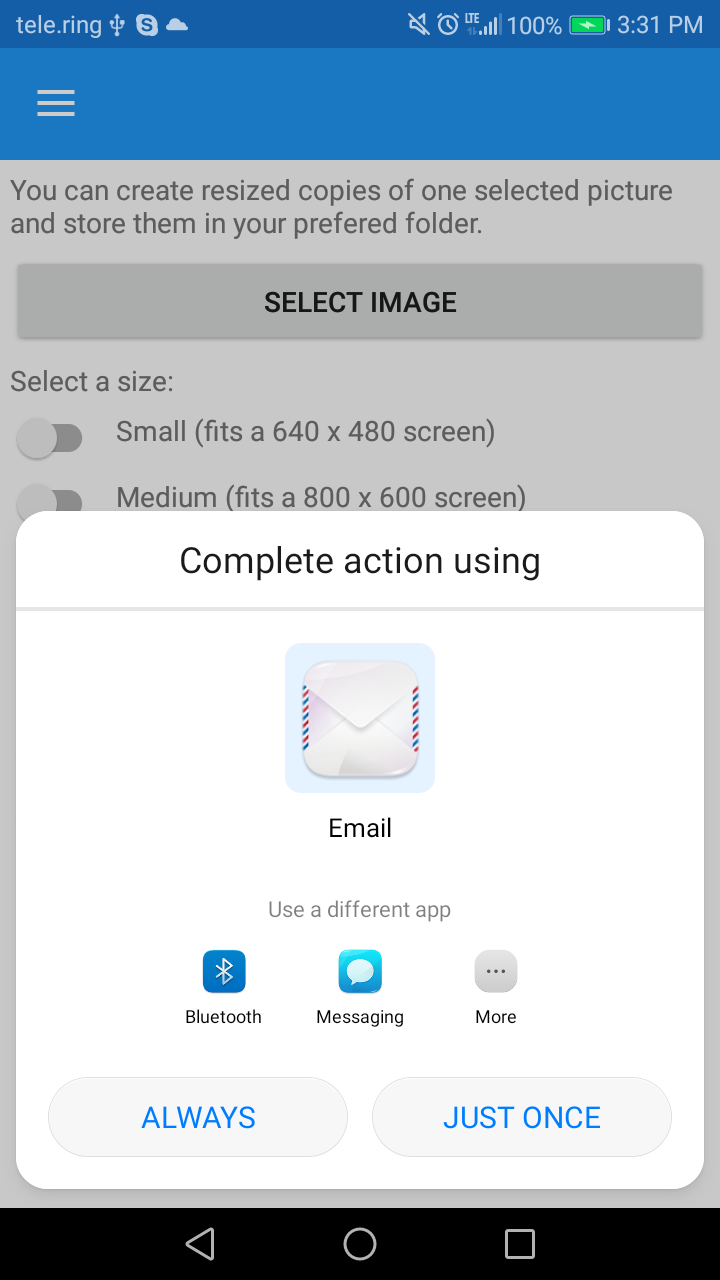 tele.ring LTE 100% 3:31 PM
You can create resized copies of one selected picture
and store them in your prefered folder.
SELECT IMAGE
Select a size:
Small (fits a 640 x 480 screen)
Medium (fits a 800 x 600 screen)
Complete action using
Email
Use a different app
Bluetooth Messaging More
ALWAYS JUST ONCE